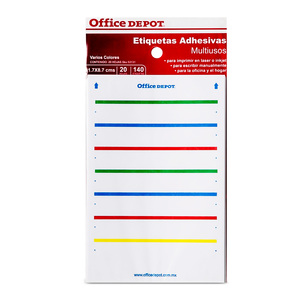 Office DEPOT
Etiquetas Adhesivas
Multiusos
Varios Colores
• para imprimir en laser o inkjet
• para escribir manualmente
• para la oficina y el hogar
1.7X8.7 cms 20 140
Office DEPOT
www.officedepot.com.mx